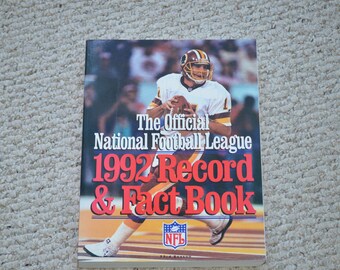 The Official
National Football League
1992 Record
& Fact Book
NFL